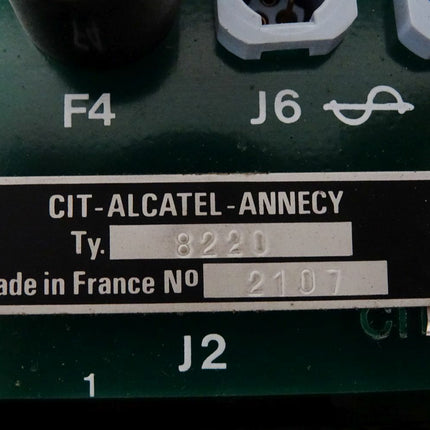 F4 J6
CIT-ALCATEL-ANNECY
Ty. 8220
ade in France Nº 2107
J2
1